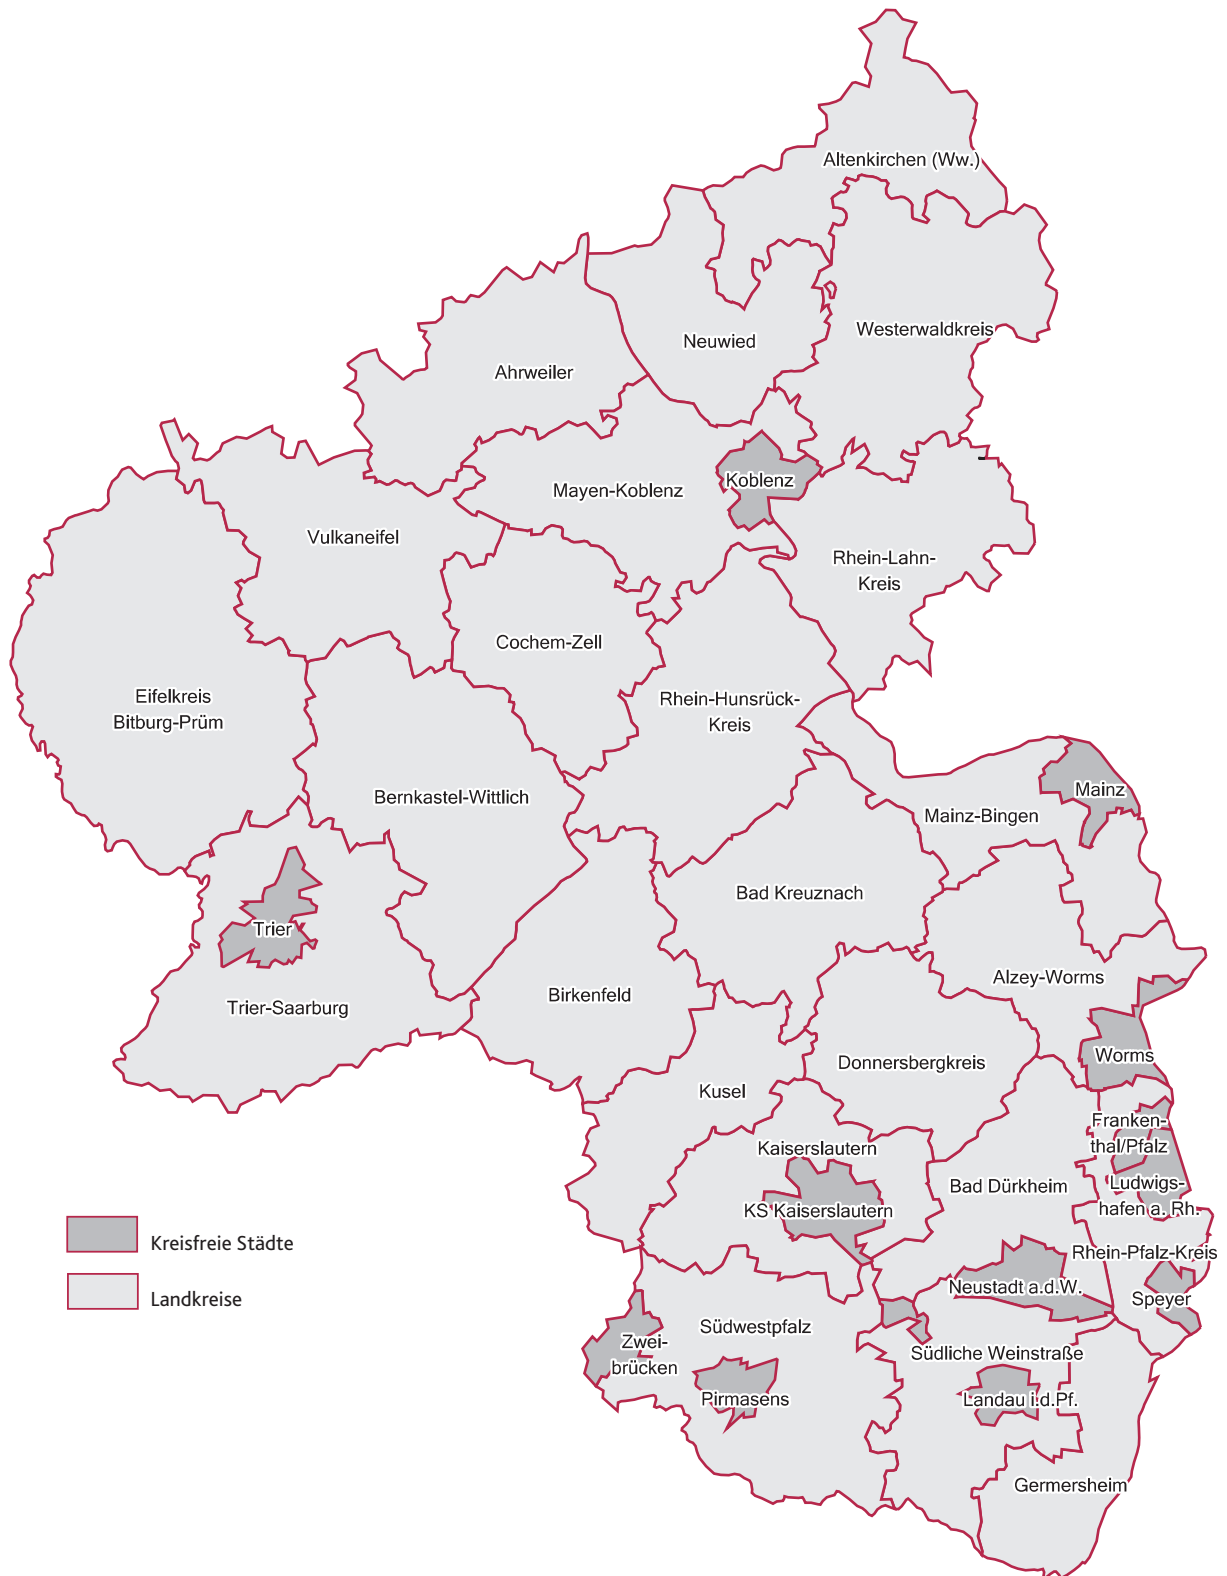 Altenkirchen (Ww.)
Westerwaldkreis
Neuwied
Ahrweiler
Koblenz
Mayen-Koblenz
Vulkaneifel
Rhein-Lahn-
Kreis
Cochem-Zell
Eifelkreis
Bitburg-Prüm
Rhein-Hunsrück-
Kreis
Mainz
Bernkastel-Wittlich
Mainz-Bingen
Bad Kreuznach
Trier
Alzey-Worms
Birkenfeld
Trier-Saarburg
Worms
Donnersbergkreis
Kusel
Franken-
thal/Pfalz
Kaiserslautern
Bad Dürkheim
Ludwigs-
hafen a. Rh.
KS Kaiserslautern
Kreisfreie Städte
Rhein-Pfalz-Kreis
Neustadt a.d.W.
Landkreise
Speyer
Südwestpfalz
Zwei-
brücken
Südliche Weinstraße
Pirmasens
Landau i.d.Pf.
Germersheim